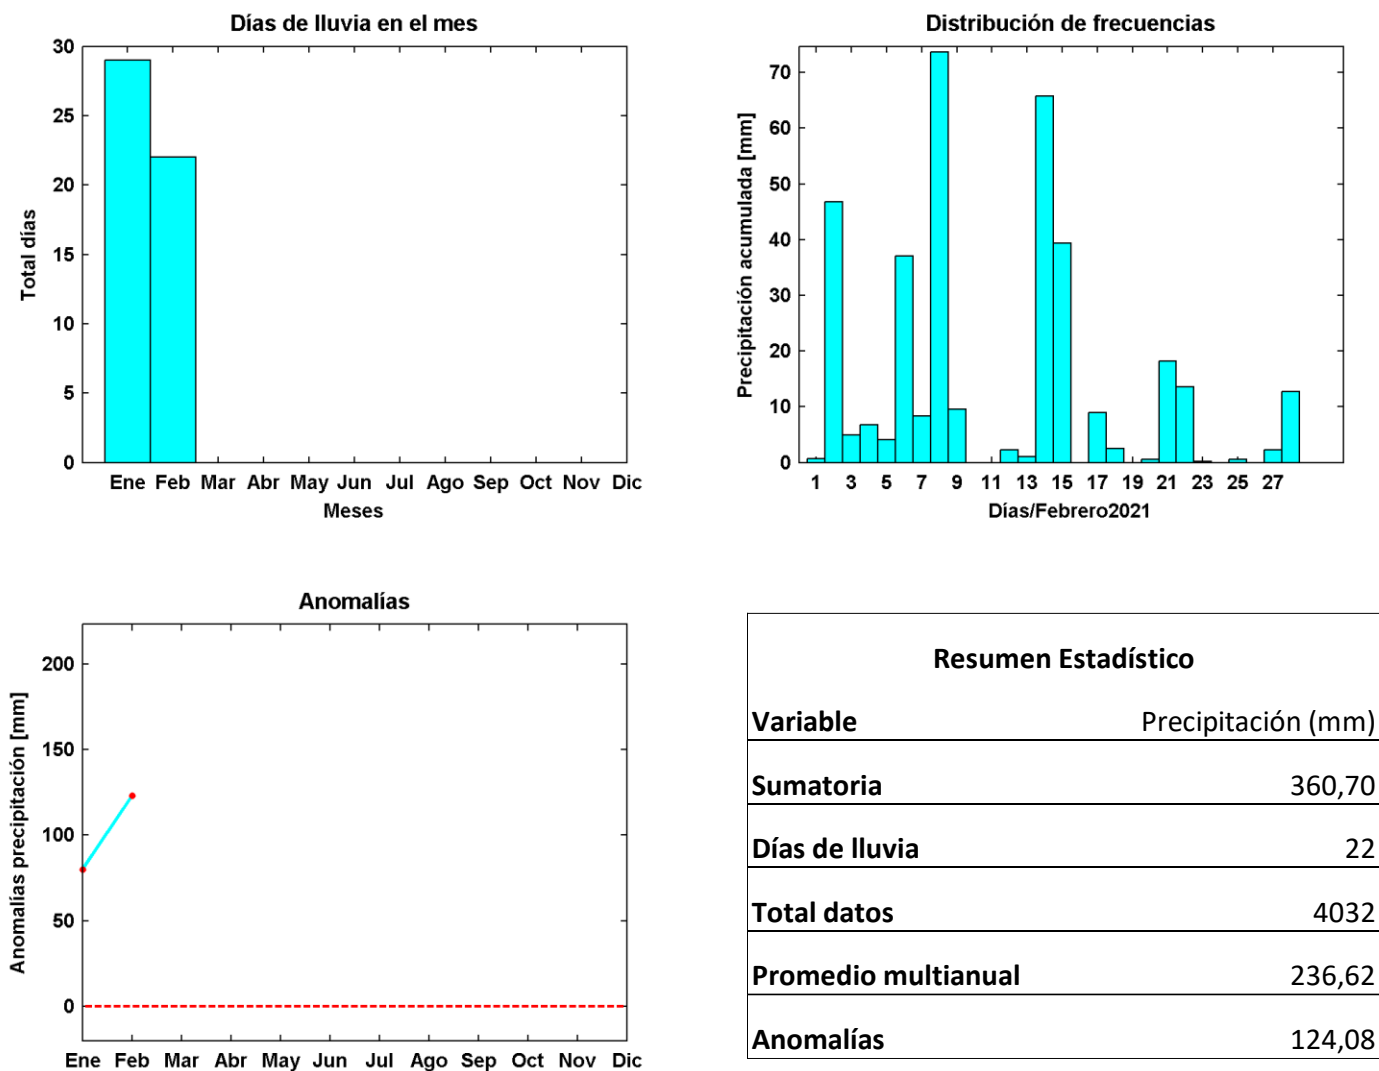 Días de lluvia en el mes
30
25
20
15
10
5
0
Total días
Ene Feb Mar Abr May Jun Jul Ago Sep Oct Nov Dic
Meses
Distribución de frecuencias
70
60
50
40
30
20
10
0
Precipitación acumulada [mm]
1 3 5 7 9 11 13 15 17 19 21 23 25 27
Días/Febrero2021
Anomalías
200
150
100
50
0
Anomalías precipitación [mm]
Ene Feb Mar Abr May Jun Jul Ago Sep Oct Nov Dic
Resumen Estadístico
Variable Precipitación (mm)
Sumatoria 360,70
Días de lluvia 22
Total datos 4032
Promedio multianual 236,62
Anomalías 124,08